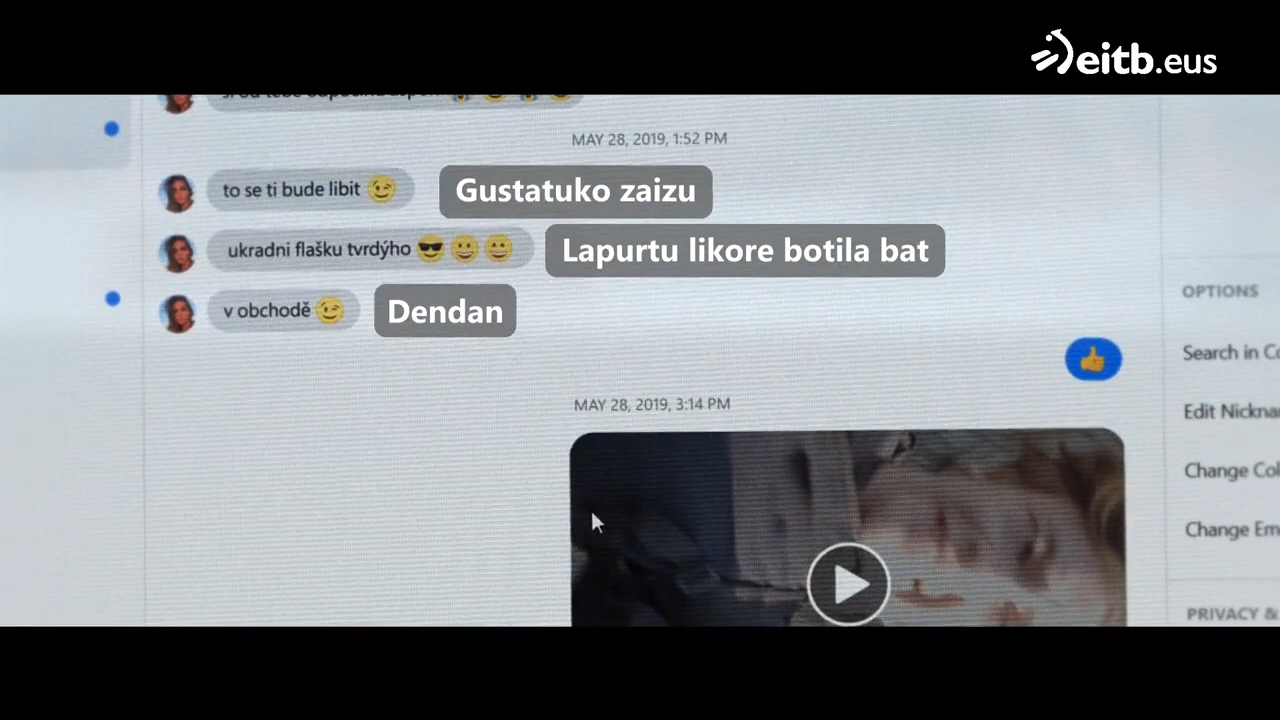 eitb.eus
MAY 28, 2019, 1:52 PM
to se ti bude libit 😉 Gustatuko zaizu
ukradni flašku tvrdýho 😎😀😀 Lapurtu likore botila bat
v obchodě 😉 Dendan
👍
OPTIONS
Search in Co
MAY 28, 2019, 3:14 PM
Edit Nickna
Change Col
Change Em
PRIVACY &